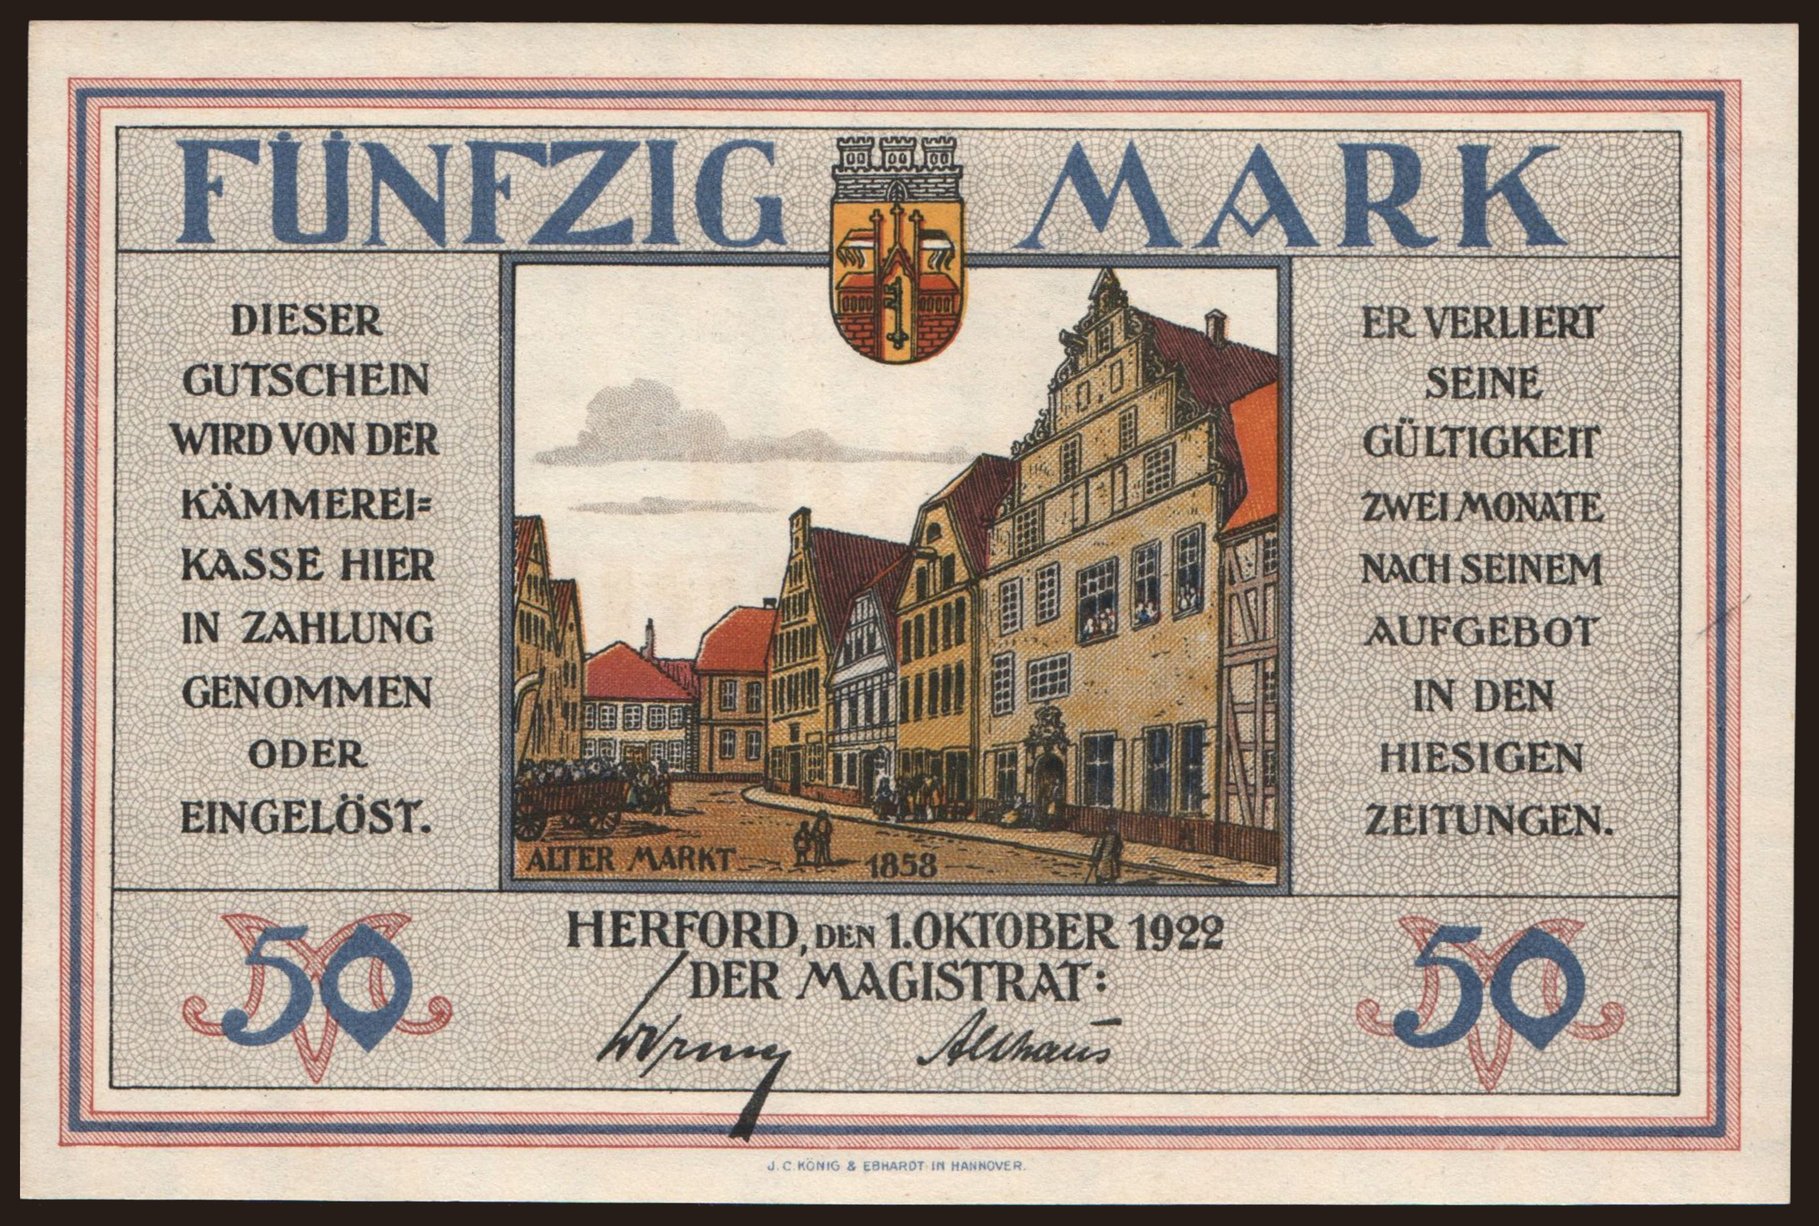 FÜNFZIG MARK
DIESER
GUTSCHEIN
WIRD VON DER
KÄMMEREI=
KASSE HIER
IN ZAHLUNG
GENOMMEN
ODER
EINGELÖST.
ALTER MARKT 1858
ER VERLIERT
SEINE
GÜLTIGKEIT
ZWEI MONATE
NACH SEINEM
AUFGEBOT
IN DEN
HIESIGEN
ZEITUNGEN.
HERFORD, DEN 1. OKTOBER 1922
DER MAGISTRAT:
50
Althaus
50
J. C. KÖNIG & EBHARDT IN HANNOVER.